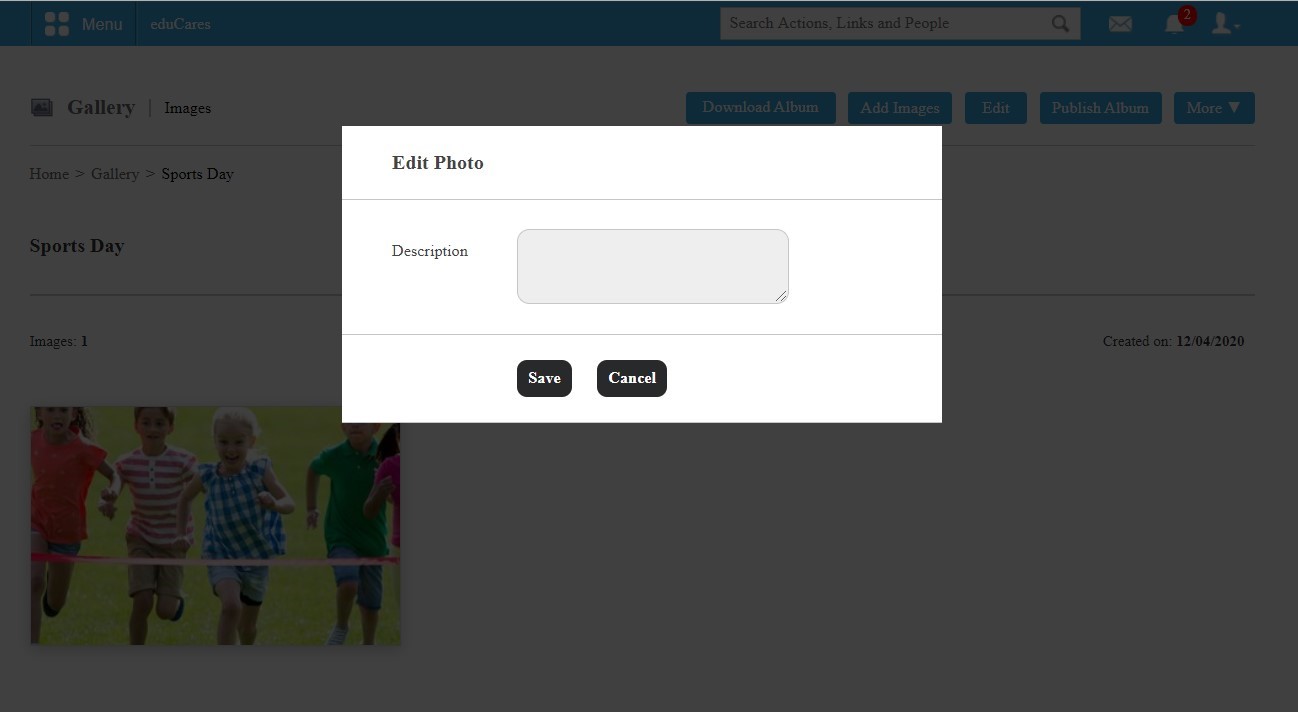 Menu eduCares Search Actions, Links and People 2
Gallery | Images Download Album Add Images Edit Publish Album More ▼
Home > Gallery > Sports Day
Sports Day
Images: 1 Created on: 12/04/2020
Edit Photo
Description
Save Cancel